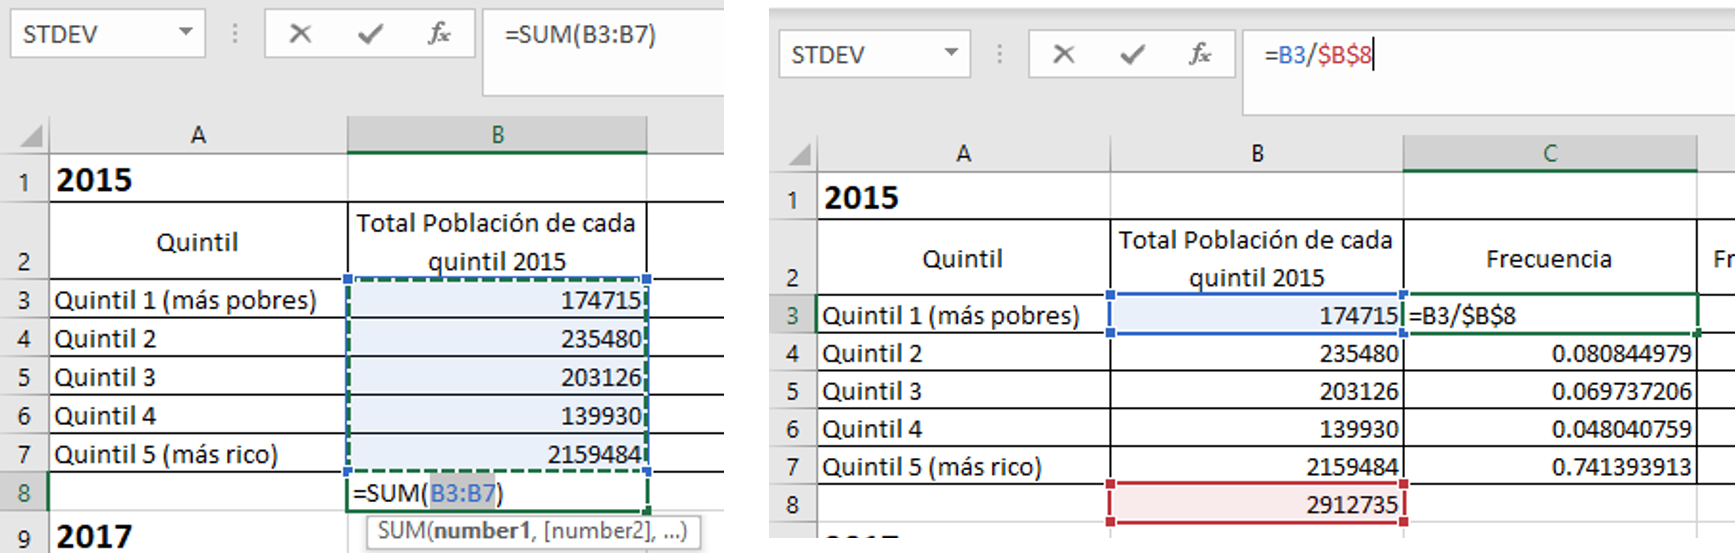 STDEV
fx
=SUM(B3:B7)
A B
1 2015
2 Quintil Total Población de cada
quintil 2015
3 Quintil 1 (más pobres) 174715
4 Quintil 2 235480
5 Quintil 3 203126
6 Quintil 4 139930
7 Quintil 5 (más rico) 2159484
8 =SUM(B3:B7)
SUM(number1, [number2], ...)
9 2017
STDEV
fx
=B3/$B$8
A B C
1 2015
2 Quintil Total Población de cada
quintil 2015 Frecuencia Fr
3 Quintil 1 (más pobres) 174715 =B3/$B$8
4 Quintil 2 235480 0.080844979
5 Quintil 3 203126 0.069737206
6 Quintil 4 139930 0.048040759
7 Quintil 5 (más rico) 2159484 0.741393913
8 2912735